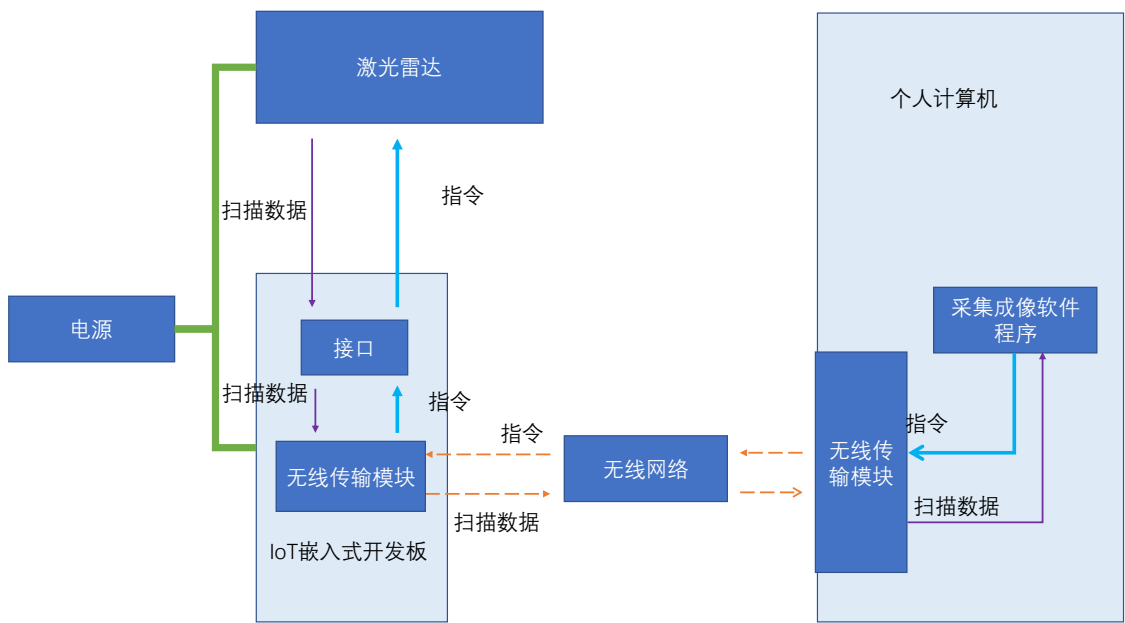 激光雷达
个人计算机
扫描数据
指令
电源
采集成像软件
程序
接口
扫描数据
指令
指令
无线传输模块
无线网络
指令
无线传
输模块
扫描数据
扫描数据
IoT嵌入式开发板